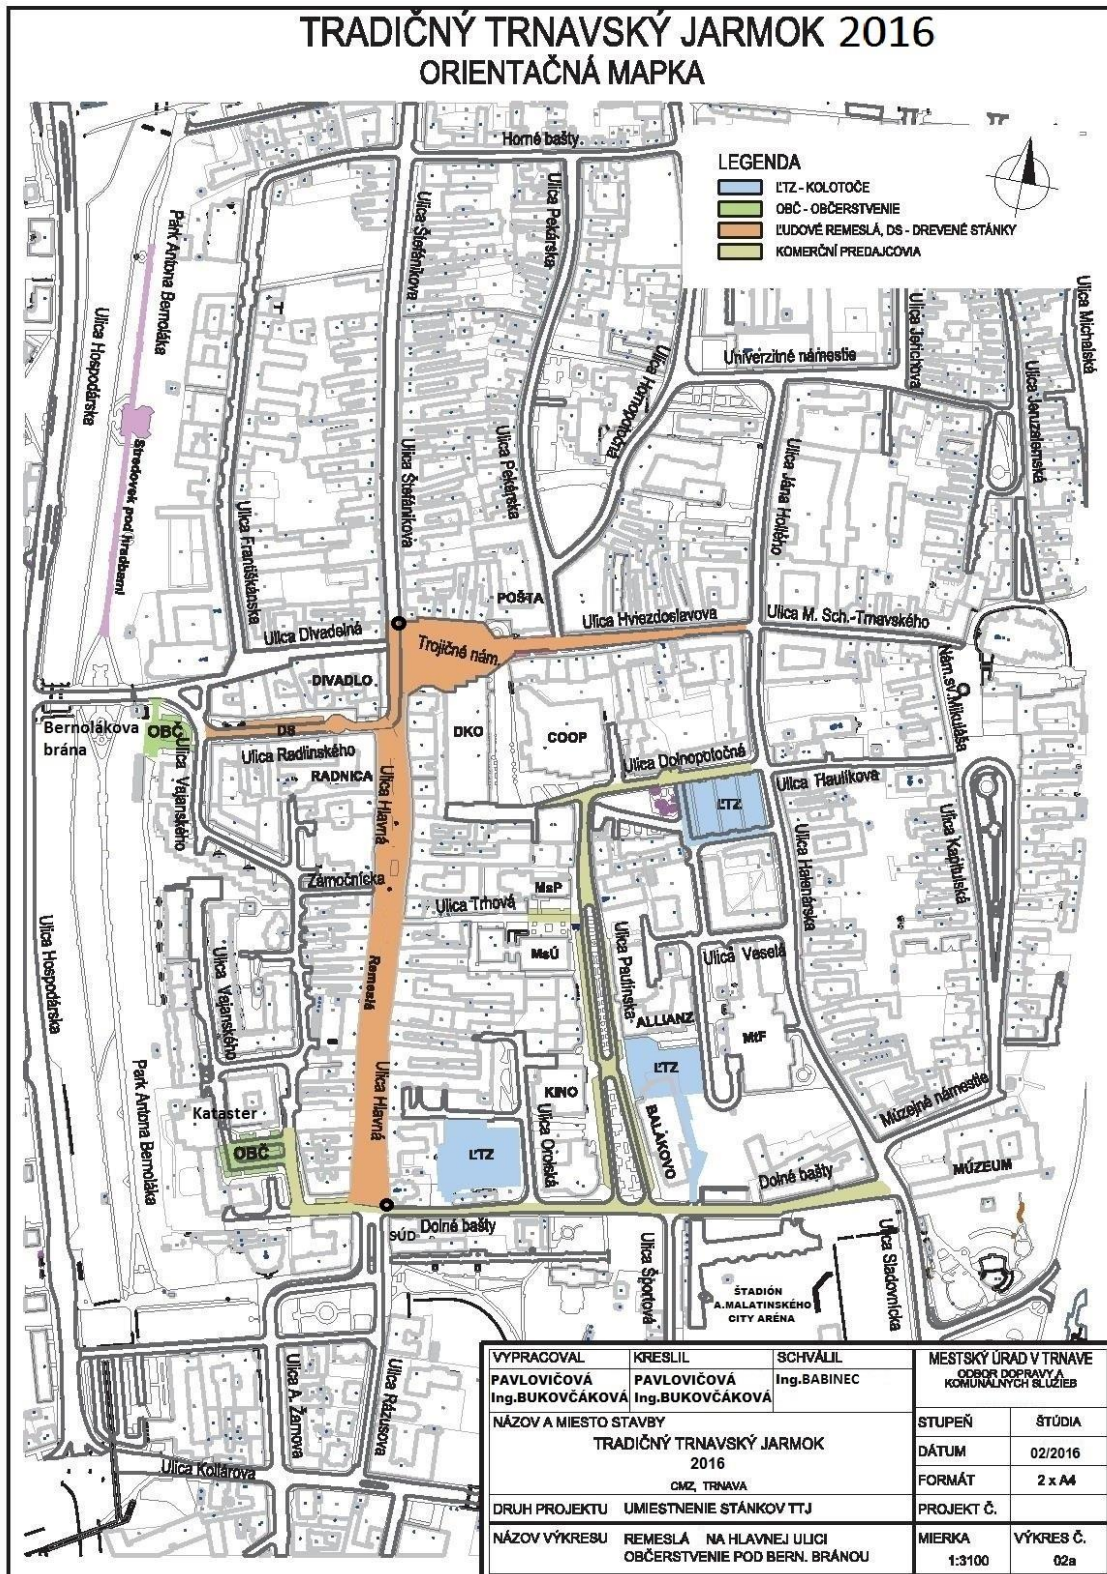 TRADIČNÝ TRNAVSKÝ JARMOK 2016
ORIENTAČNÁ MAPKA
LEGENDA
ĽTZ - KOLOTOČE
OBČ - OBČERSTVENIE
ĽUDOVÉ REMESLÁ, DS - DREVENÉ STÁNKY
KOMERČNÍ PREDAJCOVIA
Horné bašty
Ulica Štefánikova
Ulica Pekárska
Park Antona Bernoláka
Ulica Hospodárska
Ulica Michalská
Ulica Jerichova
Univerzitné námestie
Ulica Hornopotočná
Ulica Jeruzalemská
Ulica Jána Hollého
Ulica Štefánikova
Ulica Pekárska
Stredovek pod hradbami
Ulica Františkánska
POŠTA
Ulica Hviezdoslavova
Ulica M. Sch.-Trnavského
Ulica Divadelná
Trojičné nám.
DIVADLO
Nám.sv.Mikuláša
Bernolákova
brána
OBČ
DS
DKO
COOP
Ulica Radlinského
RADNICA
Ulica Dolnopotočná
Ulica Vajanského
Ulica Hlavná
ĽTZ
Ulica Haulíkova
Ulica Kapitulská
Ulica Halenárska
Zámočnícka
MsP
Ulica Trhová
MsÚ
Ulica Paulínska
Ulica Veselá
Ulica Hospodárska
Ulica Vajanského
Remeslá
ALLIANZ
MtF
ĽTZ
Ulica Hlavná
KINO
Ulica Orolská
BALÁKOVO
Múzejné námestie
Park Antona Bernoláka
Kataster
OBČ
ĽTZ
MÚZEUM
Dolné bašty
Dolné bašty
SÚD
Ulica Športová
Ulica Sladovnícka
ŠTADIÓN
A.MALATINSKÉHO
CITY ARÉNA
Ulica A. Žarnova
Ulica Rázusova
Ulica Kollárova
VYPRACOVAL KRESLIL SCHVÁLIL
PAVLOVIČOVÁ PAVLOVIČOVÁ Ing.BABINEC
Ing.BUKOVČÁKOVÁ Ing.BUKOVČÁKOVÁ
MESTSKÝ ÚRAD V TRNAVE
ODBOR DOPRAVY A
KOMUNÁLNYCH SLUŽIEB
NÁZOV A MIESTO STAVBY
TRADIČNÝ TRNAVSKÝ JARMOK
2016
CMZ, TRNAVA
STUPEŇ ŠTÚDIA
DÁTUM 02/2016
FORMÁT 2 x A4
DRUH PROJEKTU UMIESTNENIE STÁNKOV TTJ
PROJEKT Č.
NÁZOV VÝKRESU REMESLÁ NA HLAVNEJ ULICI
OBČERSTVENIE POD BERN. BRÁNOU
MIERKA VÝKRES Č.
1:3100 02a